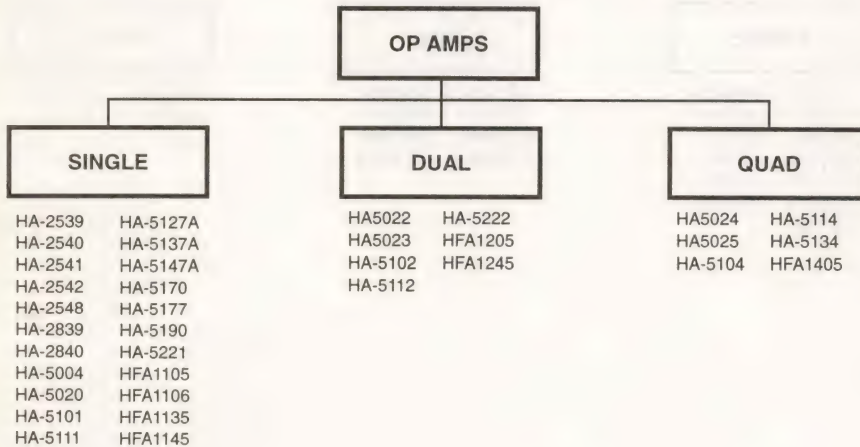 OP AMPS
SINGLE
DUAL
QUAD
HA-2539 HA-5127A
HA-2540 HA-5137A
HA-2541 HA-5147A
HA-2542 HA-5170
HA-2548 HA-5177
HA-2839 HA-5190
HA-2840 HA-5221
HA-5004 HFA1105
HA-5020 HFA1106
HA-5101 HFA1135
HA-5111 HFA1145
HA5022 HA-5222
HA5023 HFA1205
HA-5102 HFA1245
HA-5112
HA5024 HA-5114
HA5025 HA-5134
HA-5104 HFA1405